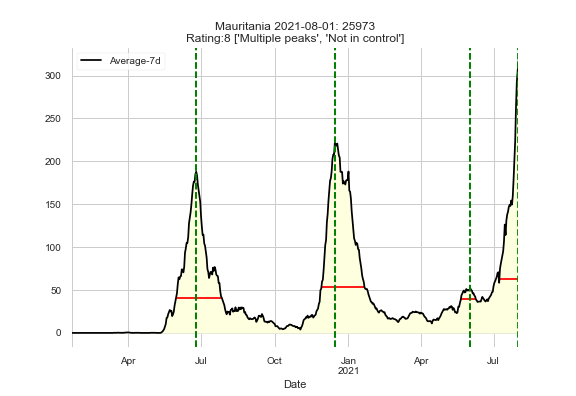 Mauritania 2021-08-01: 25973
Rating:8 ['Multiple peaks', 'Not in control']
Average-7d
300
250
200
150
100
50
0
Apr
Jul
Oct
Jan
2021
Apr
Jul
Date